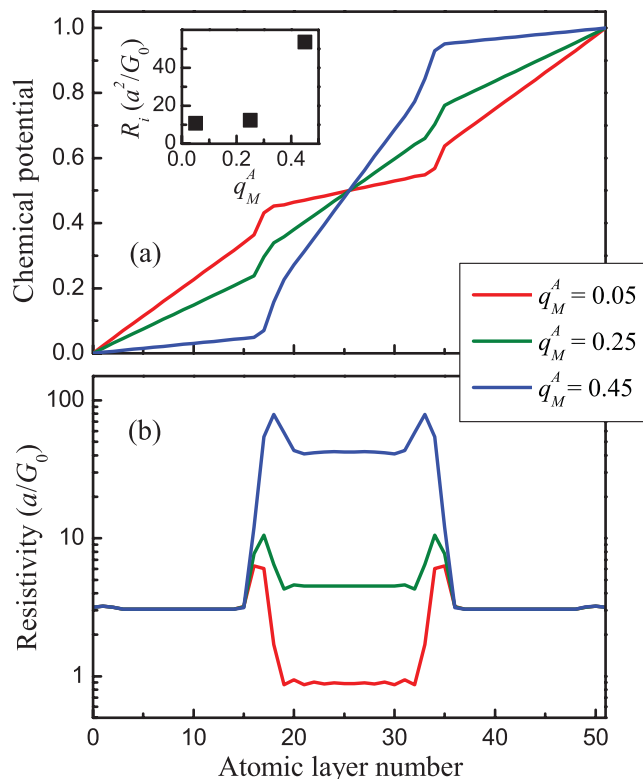 1.0
0.8
0.6
0.4
0.2
0.0
Chemical potential
40
20
0
R_i (a^2/G_0)
0.0 0.2 0.4
q_M^A
(a)
q_M^A = 0.05
q_M^A = 0.25
q_M^A = 0.45
100
10
1
Resistivity (a/G_0)
(b)
0 10 20 30 40 50
Atomic layer number